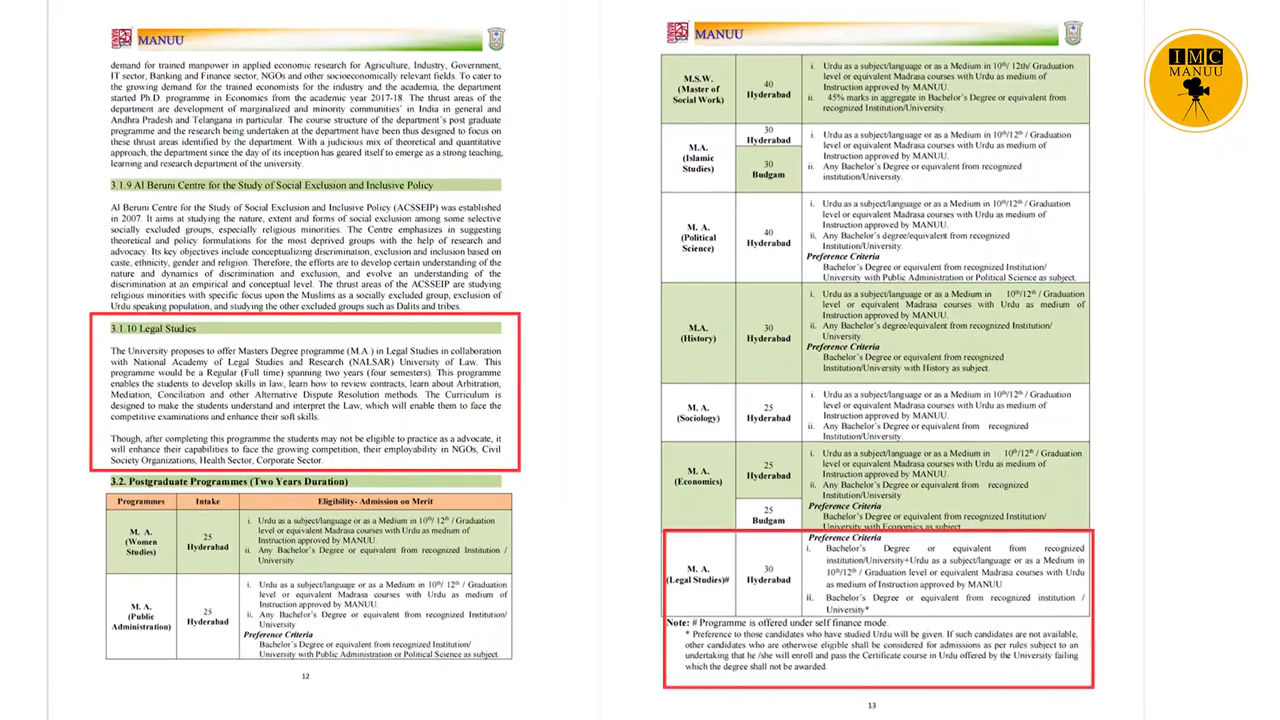 MANUU
demand for trained manpower in applied economic research for Agriculture, Industry, Government,
IT sector, Banking and Finance sector, NGOs and other socioeconomically relevant fields. To cater to
the growing demand for the trained economists for the industry and the academia, the department
started Ph.D. programme in Economics from the academic year 2017-18. The thrust areas of the
department are development of marginalized and minority communities' in India in general and
Andhra Pradesh and Telangana in particular. The course structure of the department's post graduate
programme and the research being undertaken at the department have been thus designed to focus on
these thrust areas identified by the department. With a judicious mix of theoretical and quantitative
approach, the department since the day of its inception has geared itself to emerge as a strong teaching,
learning and research department of the university.
3.1.9 Al Beruni Centre for the Study of Social Exclusion and Inclusive Policy
Al Beruni Centre for the Study of Social Exclusion and Inclusive Policy (ACSSEIP) was established
in 2007. It aims at studying the nature, extent and forms of social exclusion among some selective
socially excluded groups, especially religious minorities. The Centre emphasizes in suggesting
theoretical and policy formulations for the most deprived groups with the help of research and
advocacy. Its key objectives include conceptualizing discrimination, exclusion and inclusion based on
caste, ethnicity, gender and religion. Therefore, the efforts are to develop certain understanding of the
nature and dynamics of discrimination and exclusion, and evolve an understanding of the
discrimination at an empirical and conceptual level. The thrust areas of the ACSSEIP are studying
religious minorities with specific focus upon the Muslims as a socially excluded group, exclusion of
Urdu speaking population, and studying the other excluded groups such as Dalits and tribes.
3.1.10 Legal Studies
The University proposes to offer Masters Degree programme (M.A.) in Legal Studies in collaboration
with National Academy of Legal Studies and Research (NALSAR) University of Law. This
programme would be a Regular (Full time) spanning two years (four semesters). This programme
enables the students to develop skills in law, learn how to review contracts, learn about Arbitration,
Mediation, Conciliation and other Alternative Dispute Resolution methods. The Curriculum is
designed to make the students understand and interpret the Law, which will enable them to face the
competitive examinations and enhance their soft skills.
Though, after completing this programme the students may not be eligible to practice as a advocate, it
will enhance their capabilities to face the growing competition, their employability in NGOs, Civil
Society Organizations, Health Sector, Corporate Sector.
3.2. Postgraduate Programmes (Two Years Duration)
Programmes Intake Eligibility- Admission on Merit
M. A. (Women Studies)
25 Hyderabad
i. Urdu as a subject/language or as a Medium in 10th/ 12th / Graduation
level or equivalent Madrasa courses with Urdu as medium of
Instruction approved by MANUU.
ii. Any Bachelor's Degree or equivalent from recognized Institution /
University
M. A. (Public Administration)
25 Hyderabad
i. Urdu as a subject/language or as a Medium in 10th/ 12th / Graduation
level or equivalent Madrasa courses with Urdu as medium of
Instruction approved by MANUU.
ii. Any Bachelor's Degree or equivalent from recognized Institution/
University
Preference Criteria
Bachelor's Degree or equivalent from recognized Institution/
University with Public Administration or Political Science as subject.
12
MANUU
M.S.W. (Master of Social Work)
40 Hyderabad
i. Urdu as a subject/language or as a Medium in 10th/ 12th/ Graduation
level or equivalent Madrasa courses with Urdu as medium of
Instruction approved by MANUU.
ii. 45% marks in aggregate in Bachelor's Degree or equivalent from
recognized Institution/University.
M.A. (Islamic Studies)
30 Hyderabad
30 Budgam
i. Urdu as a subject/language or as a Medium in 10th/12th / Graduation
level or equivalent Madrasa courses with Urdu as medium of
Instruction approved by MANUU.
ii. Any Bachelor's Degree or equivalent from recognized
institution/University.
M. A. (Political Science)
40 Hyderabad
i. Urdu as a subject/language or as a Medium in 10th/12th / Graduation
level or equivalent Madrasa courses with Urdu as medium of
Instruction approved by MANUU.
ii. Any Bachelor's degree/equivalent from recognized
Institution/University.
Preference Criteria
Bachelor's Degree or equivalent from recognized Institution/
University with Public Administration or Political Science as subject.
M.A. (History)
30 Hyderabad
i. Urdu as a subject/language or as a Medium in 10th/12th / Graduation
level or equivalent Madrasa courses with Urdu as medium of
Instruction approved by MANUU.
ii. Any Bachelor's degree/equivalent from recognized Institution/
University.
Preference Criteria
Bachelor's Degree or equivalent from recognized
Institution/University with History as subject.
M. A. (Sociology)
25 Hyderabad
i. Urdu as a subject/language or as a Medium in 10th/12th / Graduation
level or equivalent Madrasa courses with Urdu as medium of
Instruction approved by MANUU.
ii. Any Bachelor's Degree or equivalent from recognized
Institution/University.
M. A. (Economics)
25 Hyderabad
25 Budgam
i. Urdu as a subject/language or as a Medium in 10th/12th / Graduation
level or equivalent Madrasa courses with Urdu as medium of
Instruction approved by MANUU.
ii. Any Bachelor's Degree or equivalent from recognized
Institution/University
Preference Criteria
Bachelor's Degree or equivalent from recognized Institution/
University with Economics as subject.
M. A. (Legal Studies)#
30 Hyderabad
Preference Criteria
i. Bachelor's Degree or equivalent from recognized
institution/University+Urdu as a subject/language or as a Medium in
10th/12th / Graduation level or equivalent Madrasa courses with Urdu
as medium of Instruction approved by MANUU
ii. Bachelor's Degree or equivalent from recognized institution /
University*
Note: # Programme is offered under self finance mode.
* Preference to those candidates who have studied Urdu will be given. If such candidates are not available,
other candidates who are otherwise eligible shall be considered for admissions as per rules subject to an
undertaking that he /she will enroll and pass the Certificate course in Urdu offered by the University failing
which the degree shall not be awarded.
13
IMC
MANUU